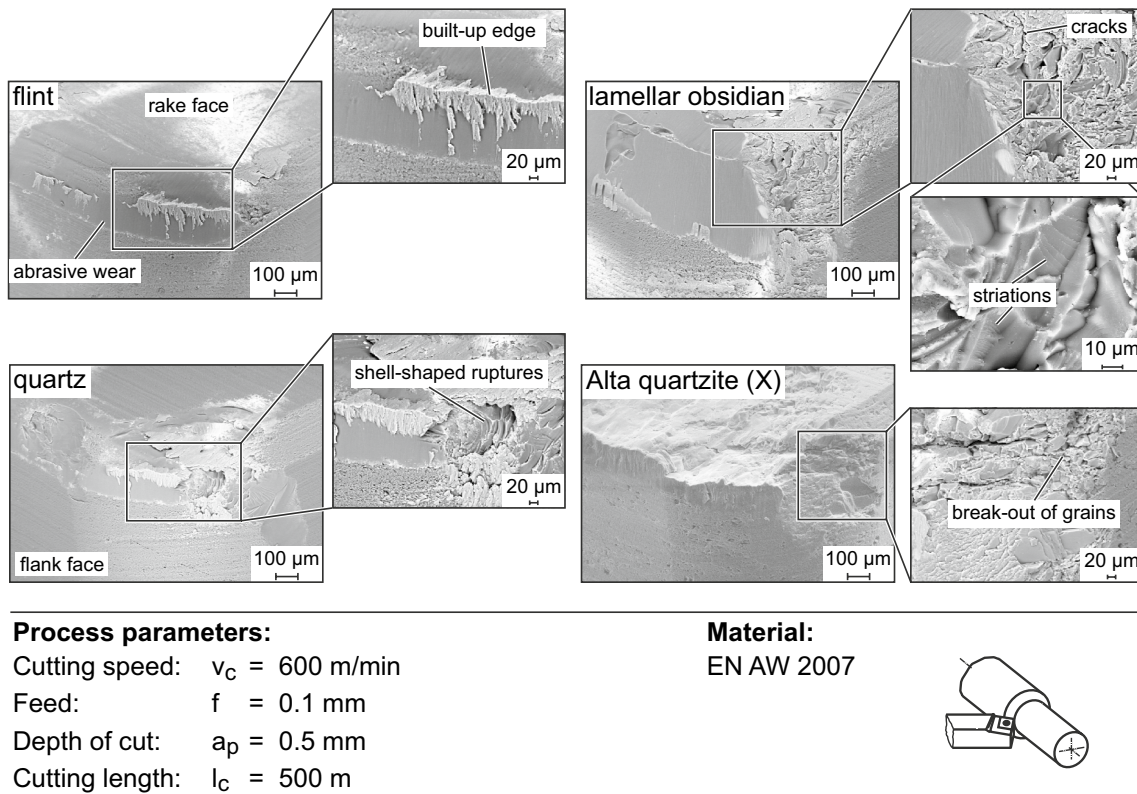 flint
rake face
abrasive wear
100 µm
built-up edge
20 µm
lamellar obsidian
100 µm
cracks
20 µm
striations
10 µm
quartz
flank face
100 µm
shell-shaped ruptures
20 µm
Alta quartzite (X)
100 µm
break-out of grains
20 µm
Process parameters:
Cutting speed: vc = 600 m/min
Feed: f = 0.1 mm
Depth of cut: ap = 0.5 mm
Cutting length: lc = 500 m
Material:
EN AW 2007